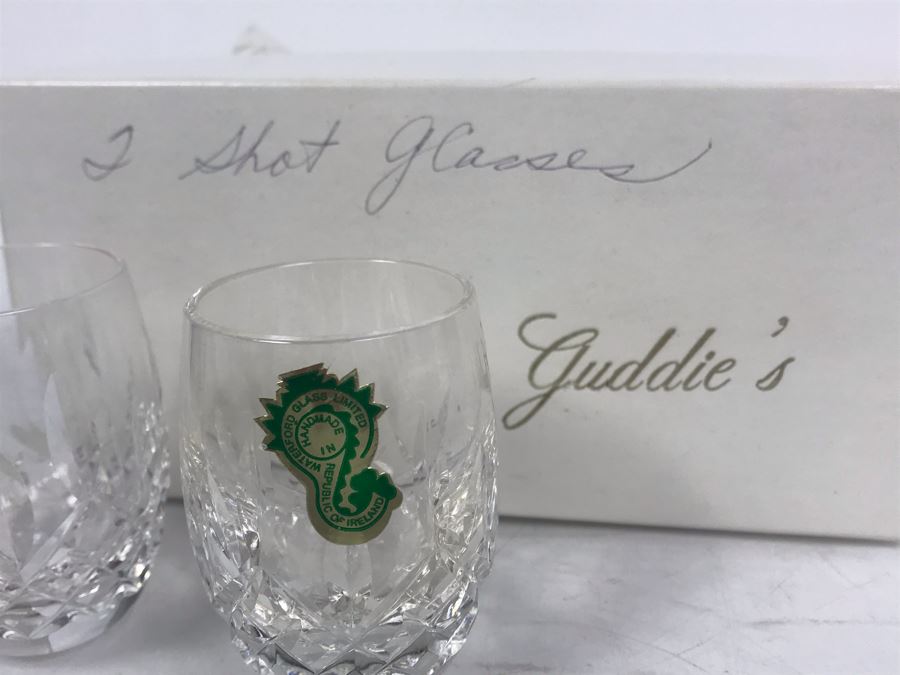 2 Shot Glasses
Guddie's
WATERFORD GLASS LIMITED
HANDMADE
IN
REPUBLIC OF IRELAND